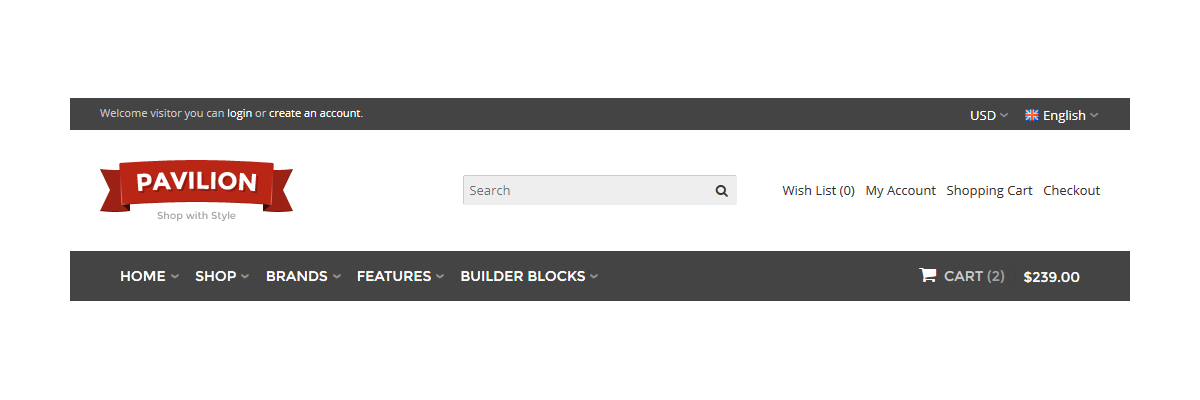 Welcome visitor you can login or create an account.
USD English
PAVILION
Shop with Style
Search
Wish List (0) My Account Shopping Cart Checkout
HOME SHOP BRANDS FEATURES BUILDER BLOCKS
CART (2) $239.00